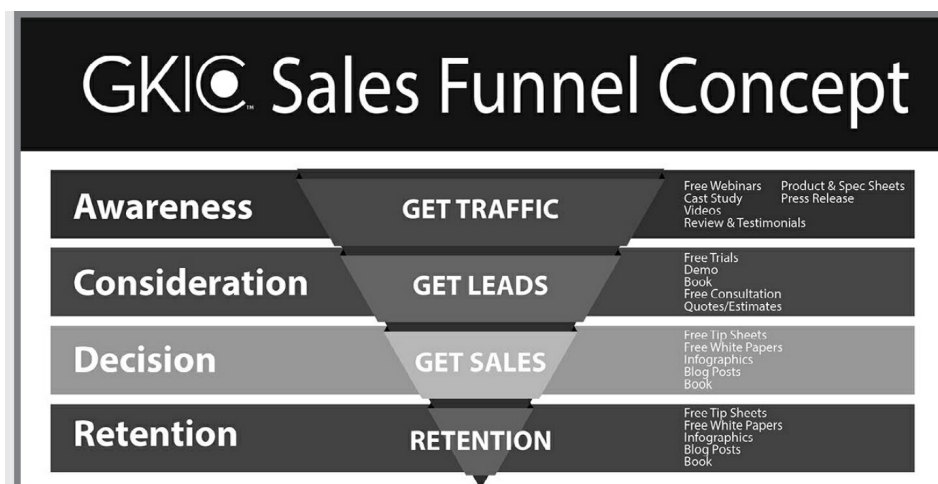 GKIC™ Sales Funnel Concept
Awareness
GET TRAFFIC
Free Webinars
Cast Study
Videos
Review & Testimonials
Product & Spec Sheets
Press Release
Consideration
GET LEADS
Free Trials
Demo
Book
Free Consultation
Quotes/Estimates
Decision
GET SALES
Free Tip Sheets
Free White Papers
Infographics
Blog Posts
Book
Retention
RETENTION
Free Tip Sheets
Free White Papers
Infographics
Blog Posts
Book